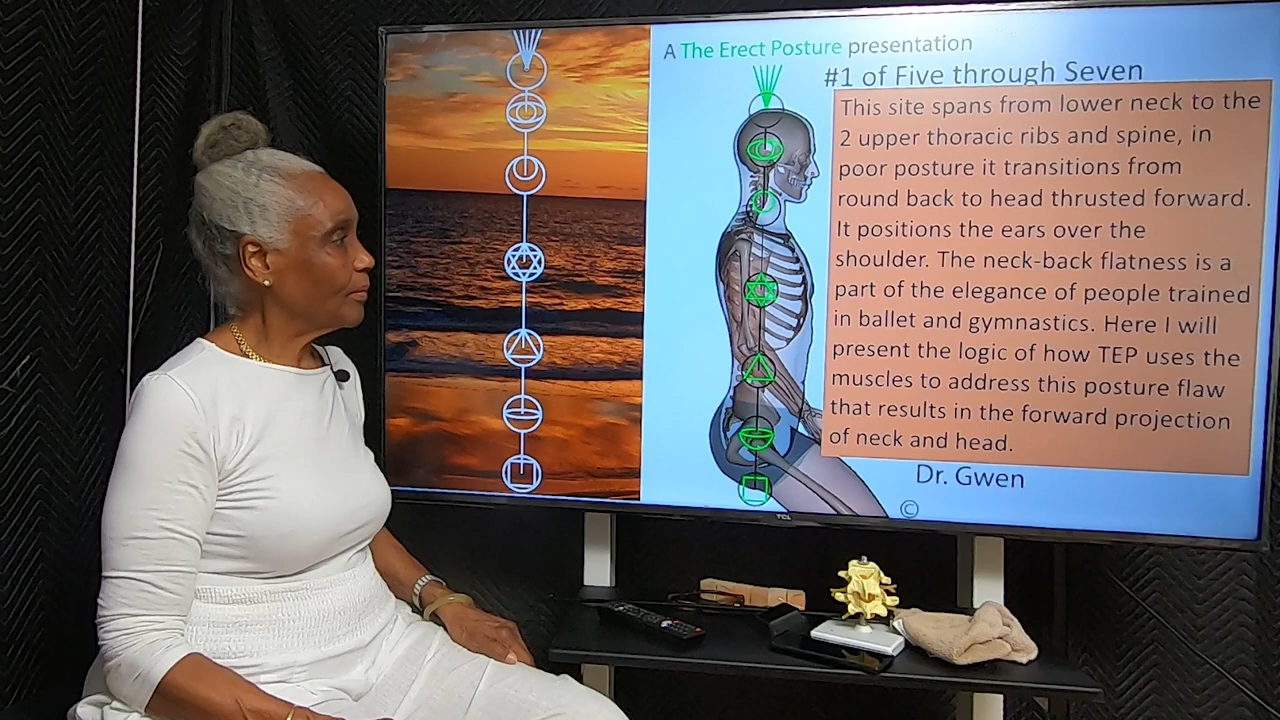 A The Erect Posture presentation
#1 of Five through Seven
This site spans from lower neck to the
2 upper thoracic ribs and spine, in
poor posture it transitions from
round back to head thrusted forward.
It positions the ears over the
shoulder. The neck-back flatness is a
part of the elegance of people trained
in ballet and gymnastics. Here I will
present the logic of how TEP uses the
muscles to address this posture flaw
that results in the forward projection
of neck and head.
Dr. Gwen
©
TCL